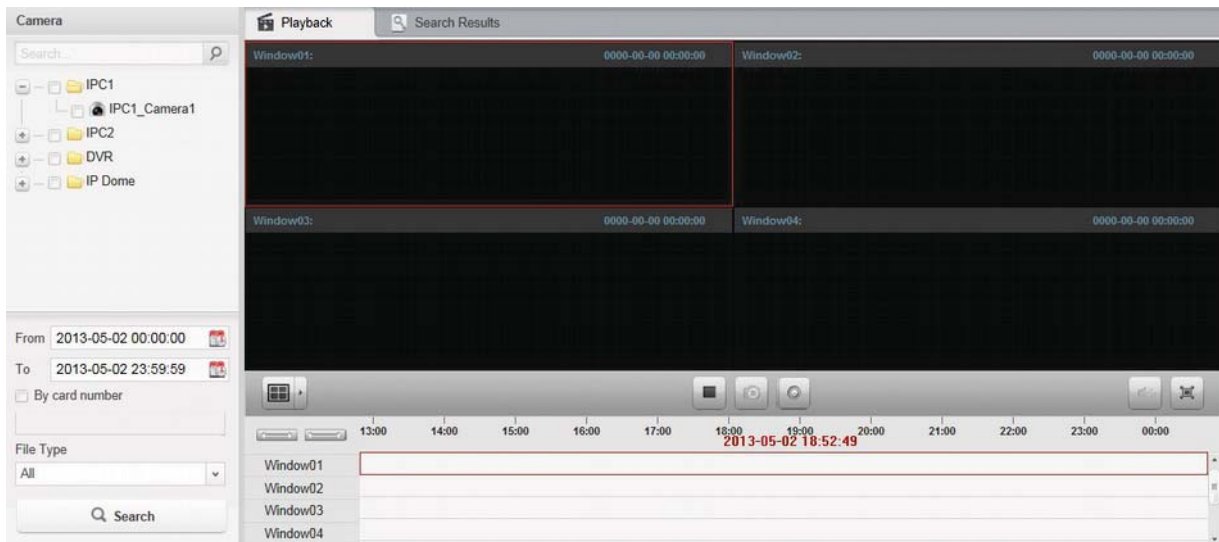 Camera
Search...
IPC1
IPC1_Camera1
IPC2
DVR
IP Dome
From 2013-05-02 00:00:00
To 2013-05-02 23:59:59
By card number
File Type
All
Search
Playback
Search Results
Window01: 0000-00-00 00:00:00
Window02: 0000-00-00 00:00:00
Window03: 0000-00-00 00:00:00
Window04: 0000-00-00 00:00:00
13:00 14:00 15:00 16:00 17:00 18:00 19:00 20:00 21:00 22:00 23:00 00:00
2013-05-02 18:52:49
Window01
Window02
Window03
Window04